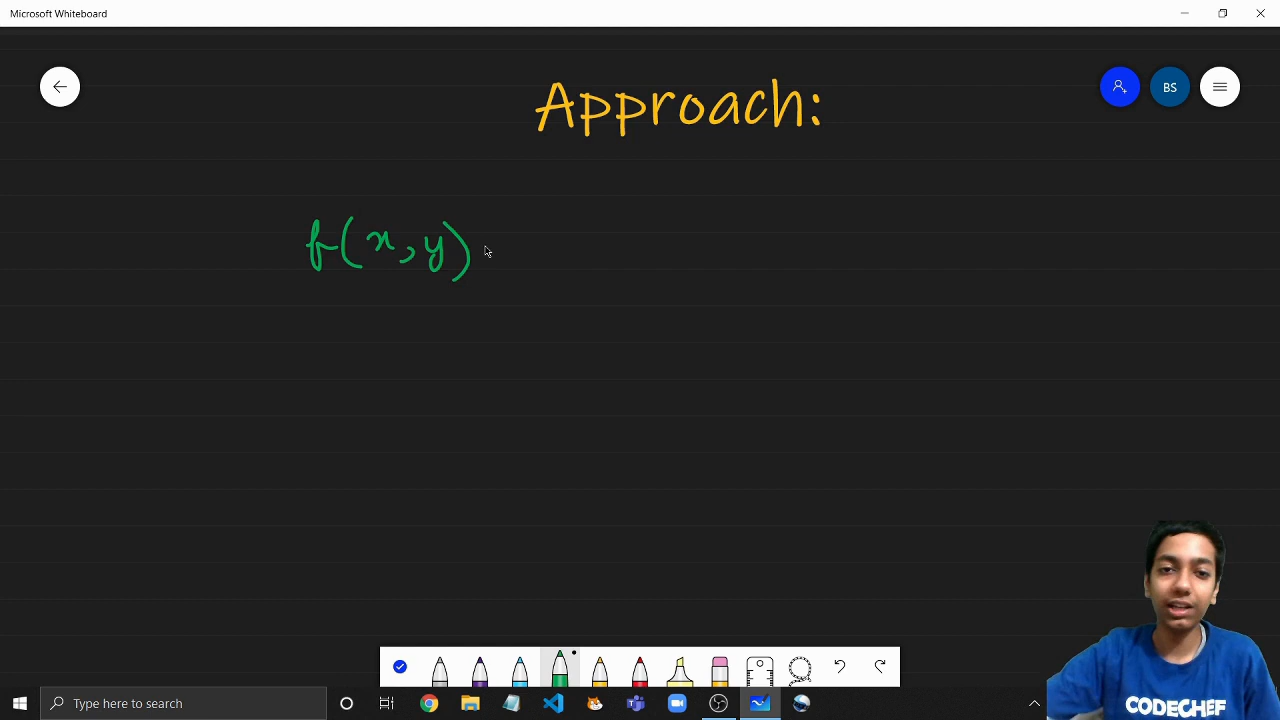 Microsoft Whiteboard
Approach:
BS
f(x,y)
CODECHEF
Type here to search